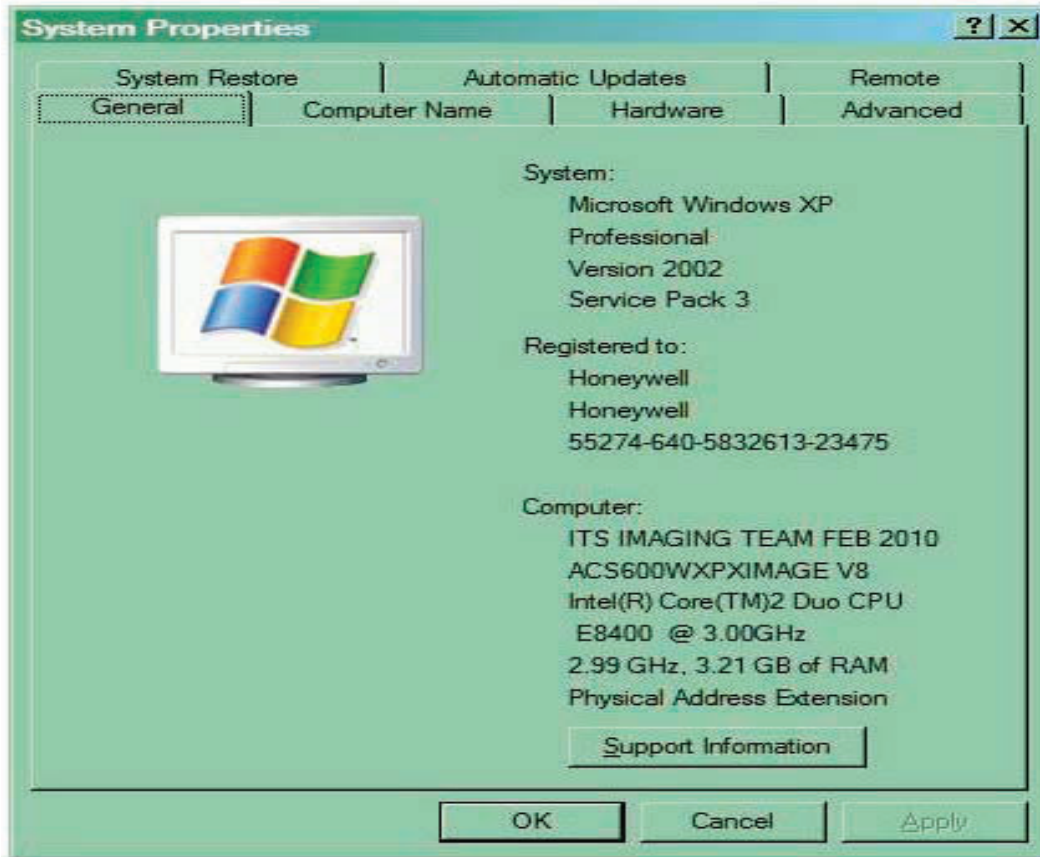 System Properties
? X
System Restore Automatic Updates Remote
General Computer Name Hardware Advanced
System:
Microsoft Windows XP
Professional
Version 2002
Service Pack 3
Registered to:
Honeywell
Honeywell
55274-640-5832613-23475
Computer:
ITS IMAGING TEAM FEB 2010
ACS600WXPXIMAGE V8
Intel(R) Core(TM)2 Duo CPU
E8400 @ 3.00GHz
2.99 GHz, 3.21 GB of RAM
Physical Address Extension
Support Information
OK Cancel Apply